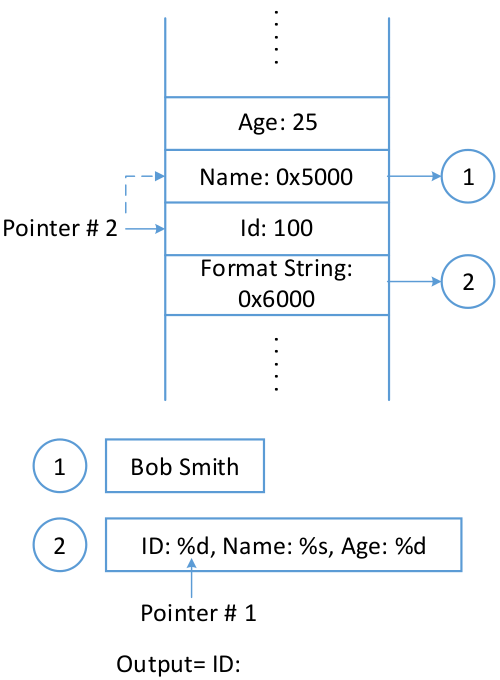 Age: 25
Name: 0x5000
1
Pointer # 2
Id: 100
Format String:
0x6000
2
1
Bob Smith
2
ID: %d, Name: %s, Age: %d
Pointer # 1
Output= ID: